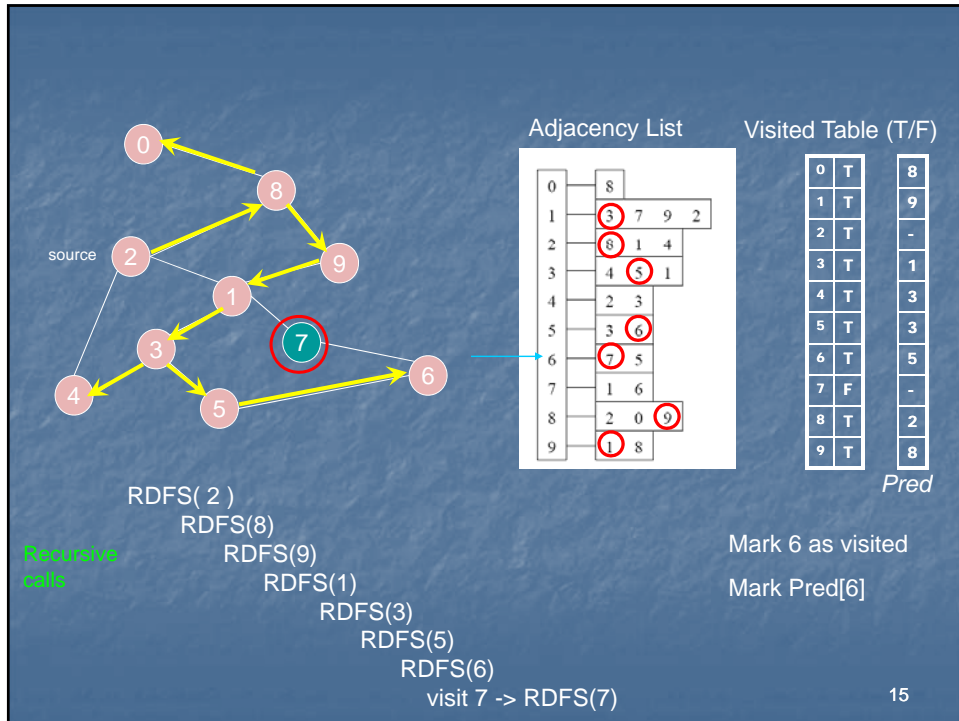 0
8
source
2
9
1
7
3
6
4
5
Adjacency List
0 8
1 3 7 9 2
2 8 1 4
3 4 5 1
4 2 3
5 3 6
6 7 5
7 1 6
8 2 0 9
9 1 8
Visited Table (T/F)
0 T 8
1 T 9
2 T -
3 T 1
4 T 3
5 T 3
6 T 5
7 F -
8 T 2
9 T 8
Pred
RDFS( 2 )
RDFS(8)
Recursive
calls
RDFS(9)
RDFS(1)
RDFS(3)
RDFS(5)
RDFS(6)
visit 7 -> RDFS(7)
Mark 6 as visited
Mark Pred[6]
15